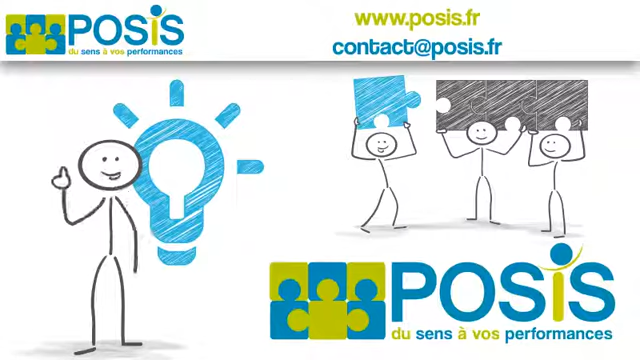 POSiS
du sens à vos performances
www.posis.fr
contact@posis.fr
POSiS
du sens à vos performances